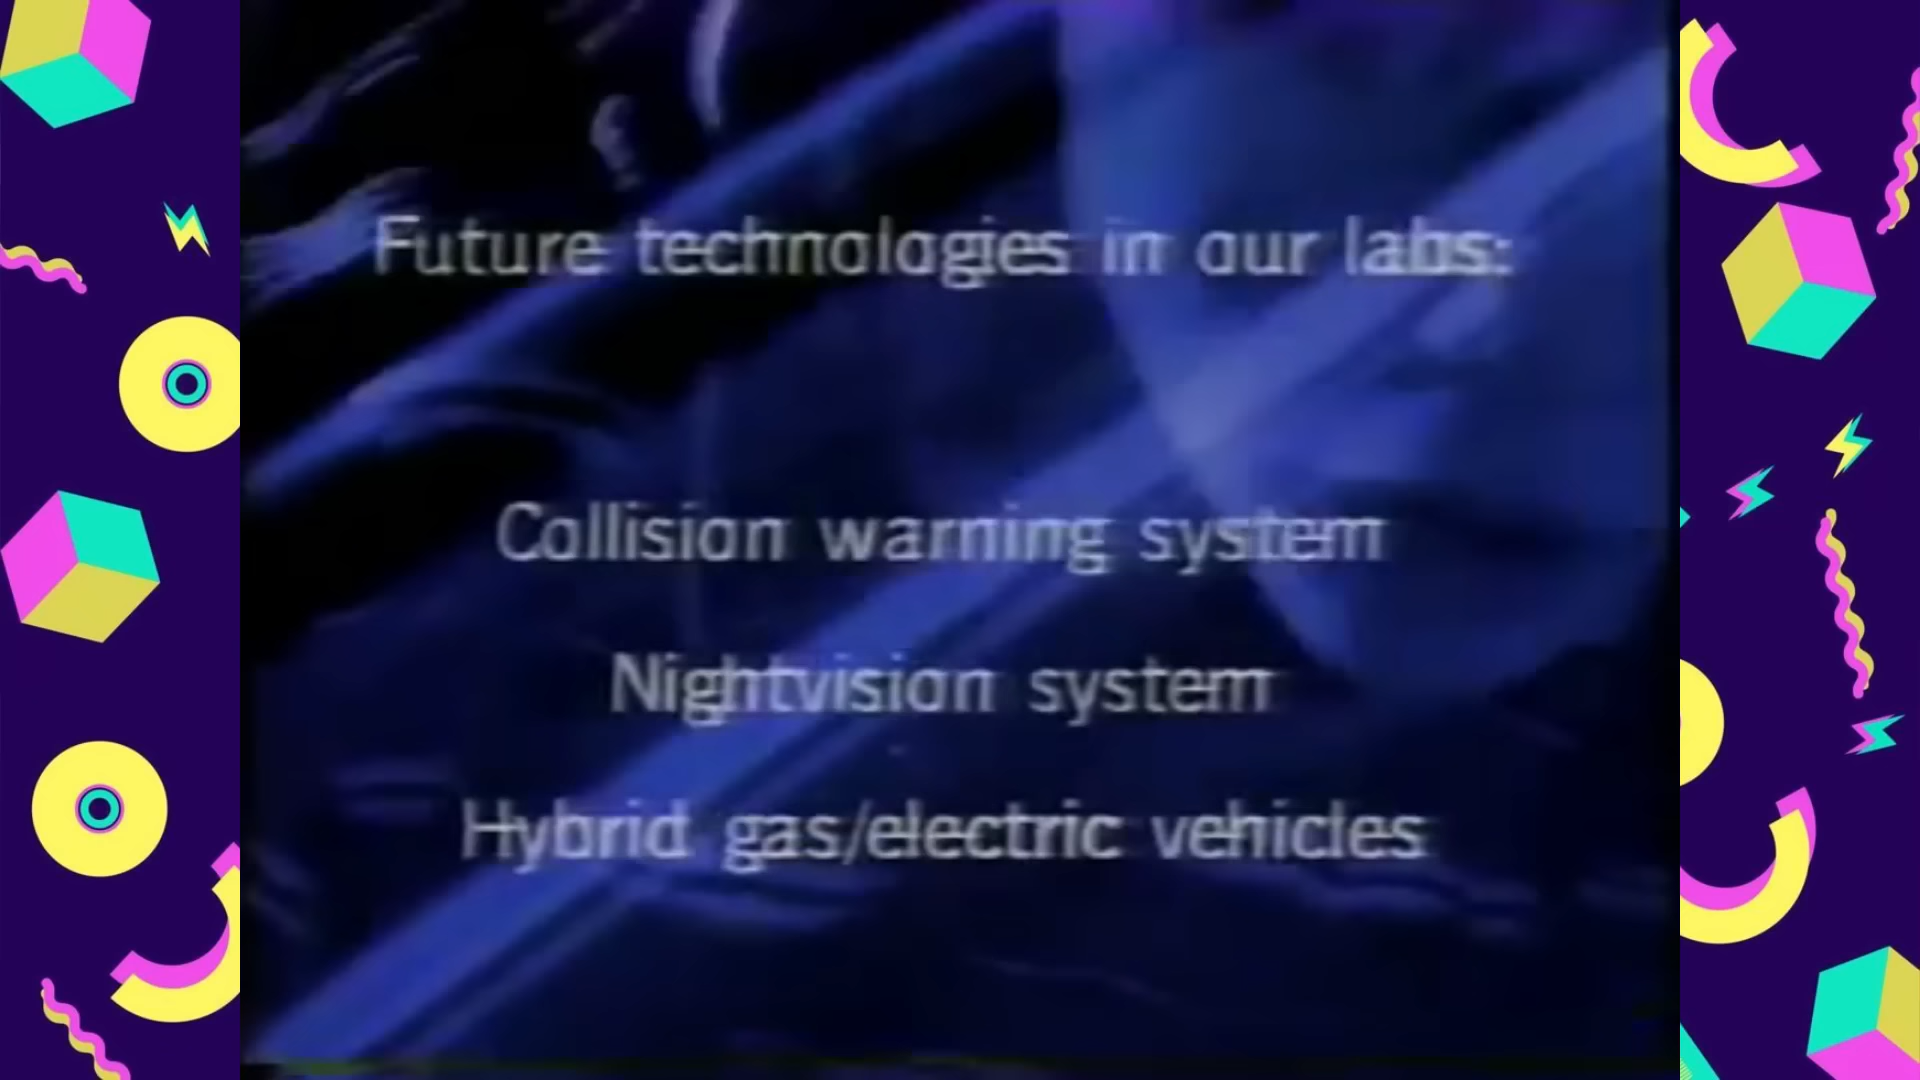 Future technologies in our labs:
Collision warning system
Nightvision system
Hybrid gas/electric vehicles